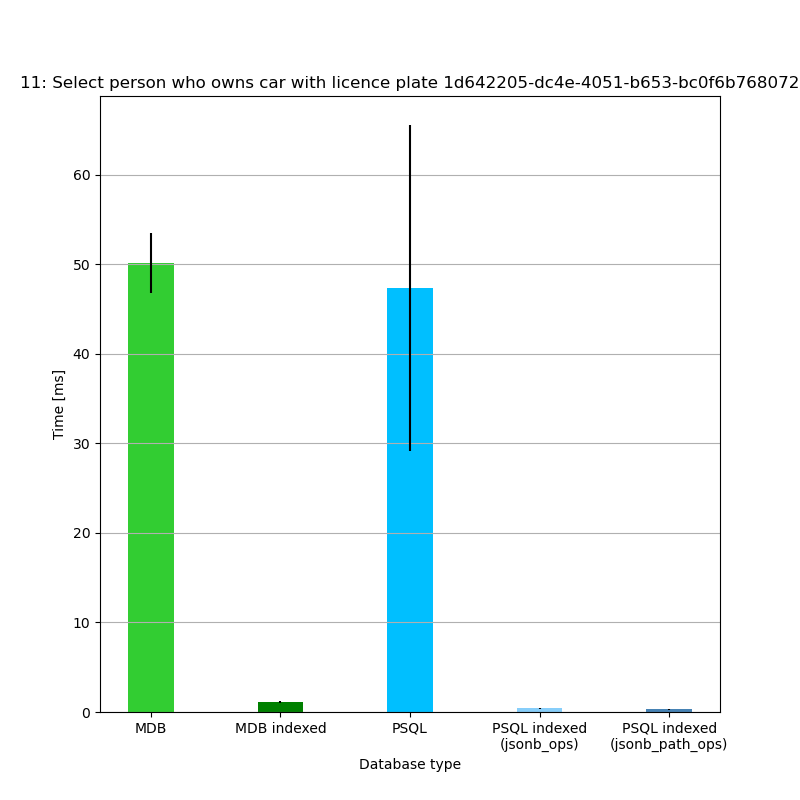 11: Select person who owns car with licence plate 1d642205-dc4e-4051-b653-bc0f6b768072
Time [ms]
60
50
40
30
20
10
0
MDB
MDB indexed
PSQL
PSQL indexed
(jsonb_ops)
PSQL indexed
(jsonb_path_ops)
Database type